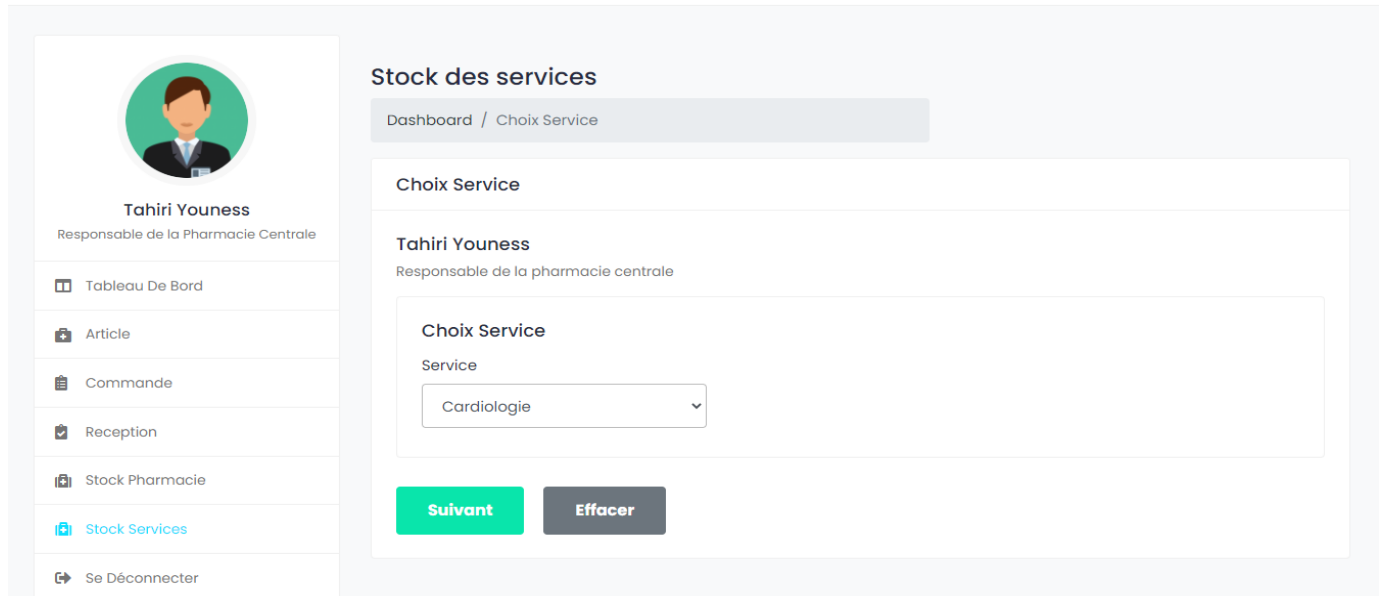 Tahiri Youness
Responsable de la Pharmacie Centrale
Tableau De Bord
Article
Commande
Reception
Stock Pharmacie
Stock Services
Se Déconnecter
Stock des services
Dashboard / Choix Service
Choix Service
Tahiri Youness
Responsable de la pharmacie centrale
Choix Service
Service
Cardiologie
Suivant Effacer